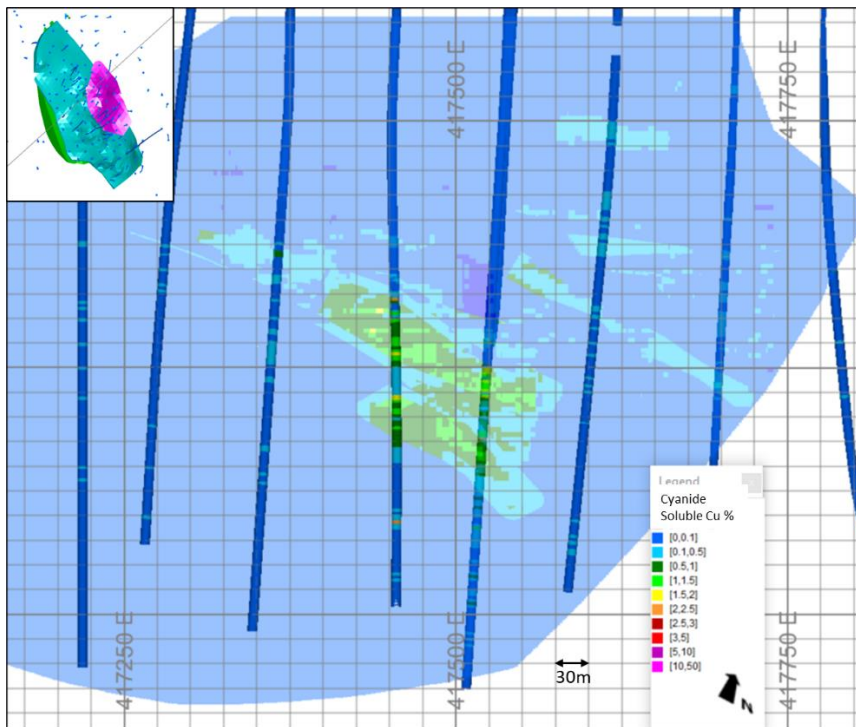 417500 E
417750 E
Legend
Cyanide
Soluble Cu %
[0,0.1]
[0.1,0.5]
[0.5,1]
[1,1.5]
[1.5,2]
[2,2.5]
[2.5,3]
[3,5]
[5,10]
[10,50]
N
30m
417250 E
417500 E
417750 E